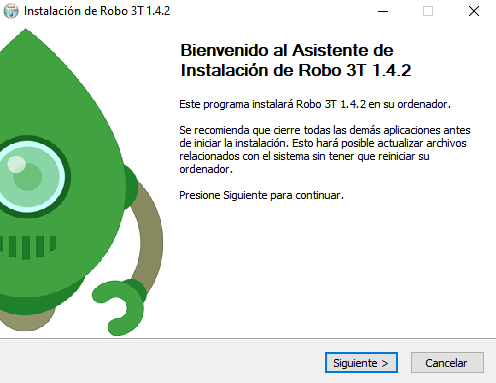 Instalación de Robo 3T 1.4.2
Bienvenido al Asistente de
Instalación de Robo 3T 1.4.2
Este programa instalará Robo 3T 1.4.2 en su ordenador.
Se recomienda que cierre todas las demás aplicaciones antes
de iniciar la instalación. Esto hará posible actualizar archivos
relacionados con el sistema sin tener que reiniciar su
ordenador.
Presione Siguiente para continuar.
Siguiente >
Cancelar